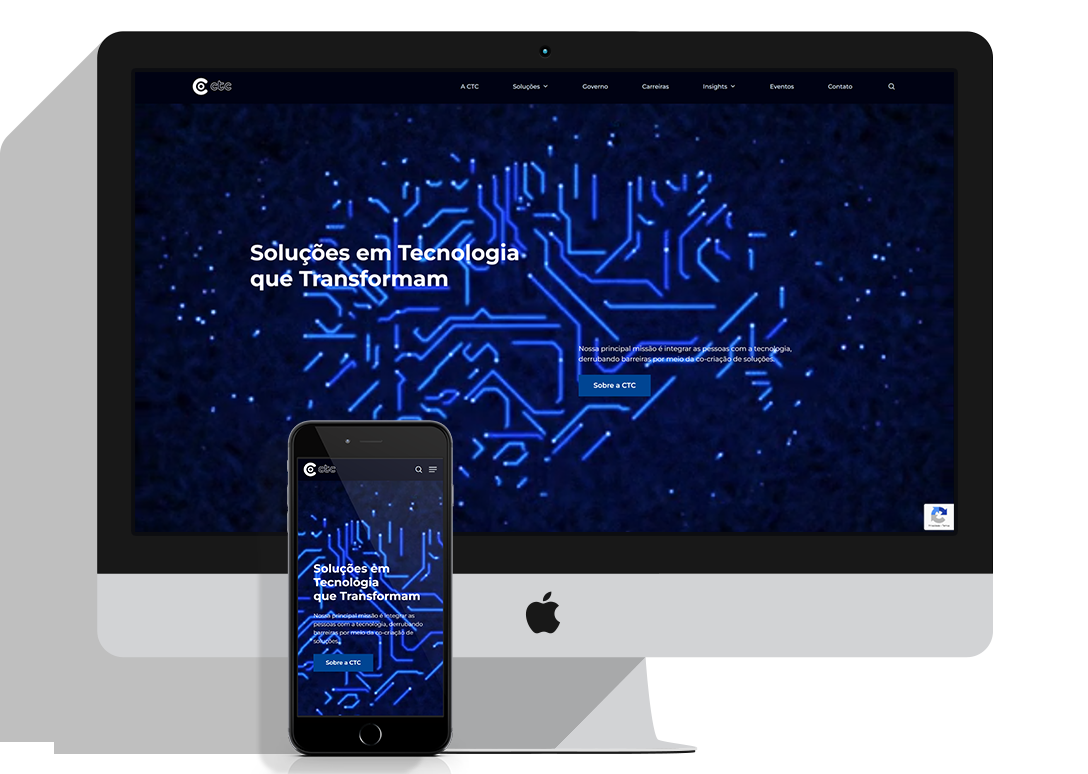 ctc
A CTC Soluções Governo Carreiras Insights Eventos Contato
Soluções em Tecnologia
que Transformam
Nossa principal missão é integrar as pessoas com a tecnologia,
derrubando barreiras por meio da co-criação de soluções.
Sobre a CTC
ctc
Soluções em
Tecnologia
que Transformam
Nossa principal missão é integrar as
pessoas com a tecnologia, derrubando
barreiras por meio da co-criação de
soluções.
Sobre a CTC